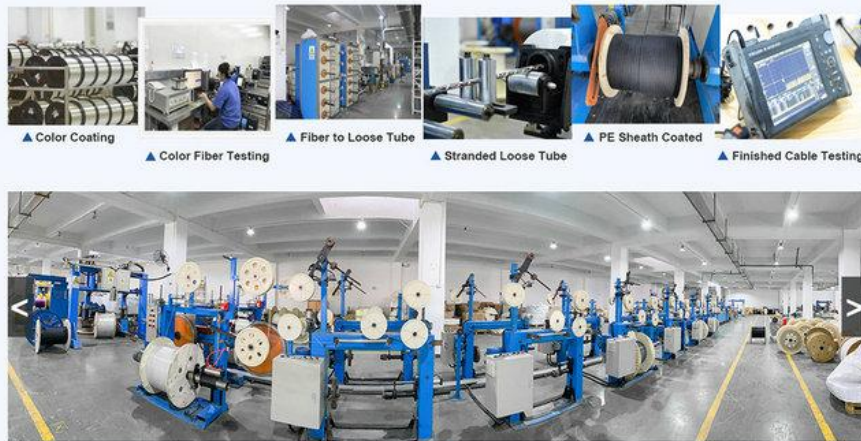 ▲ Color Coating
▲ Color Fiber Testing
▲ Fiber to Loose Tube
▲ Stranded Loose Tube
▲ PE Sheath Coated
▲ Finished Cable Testing